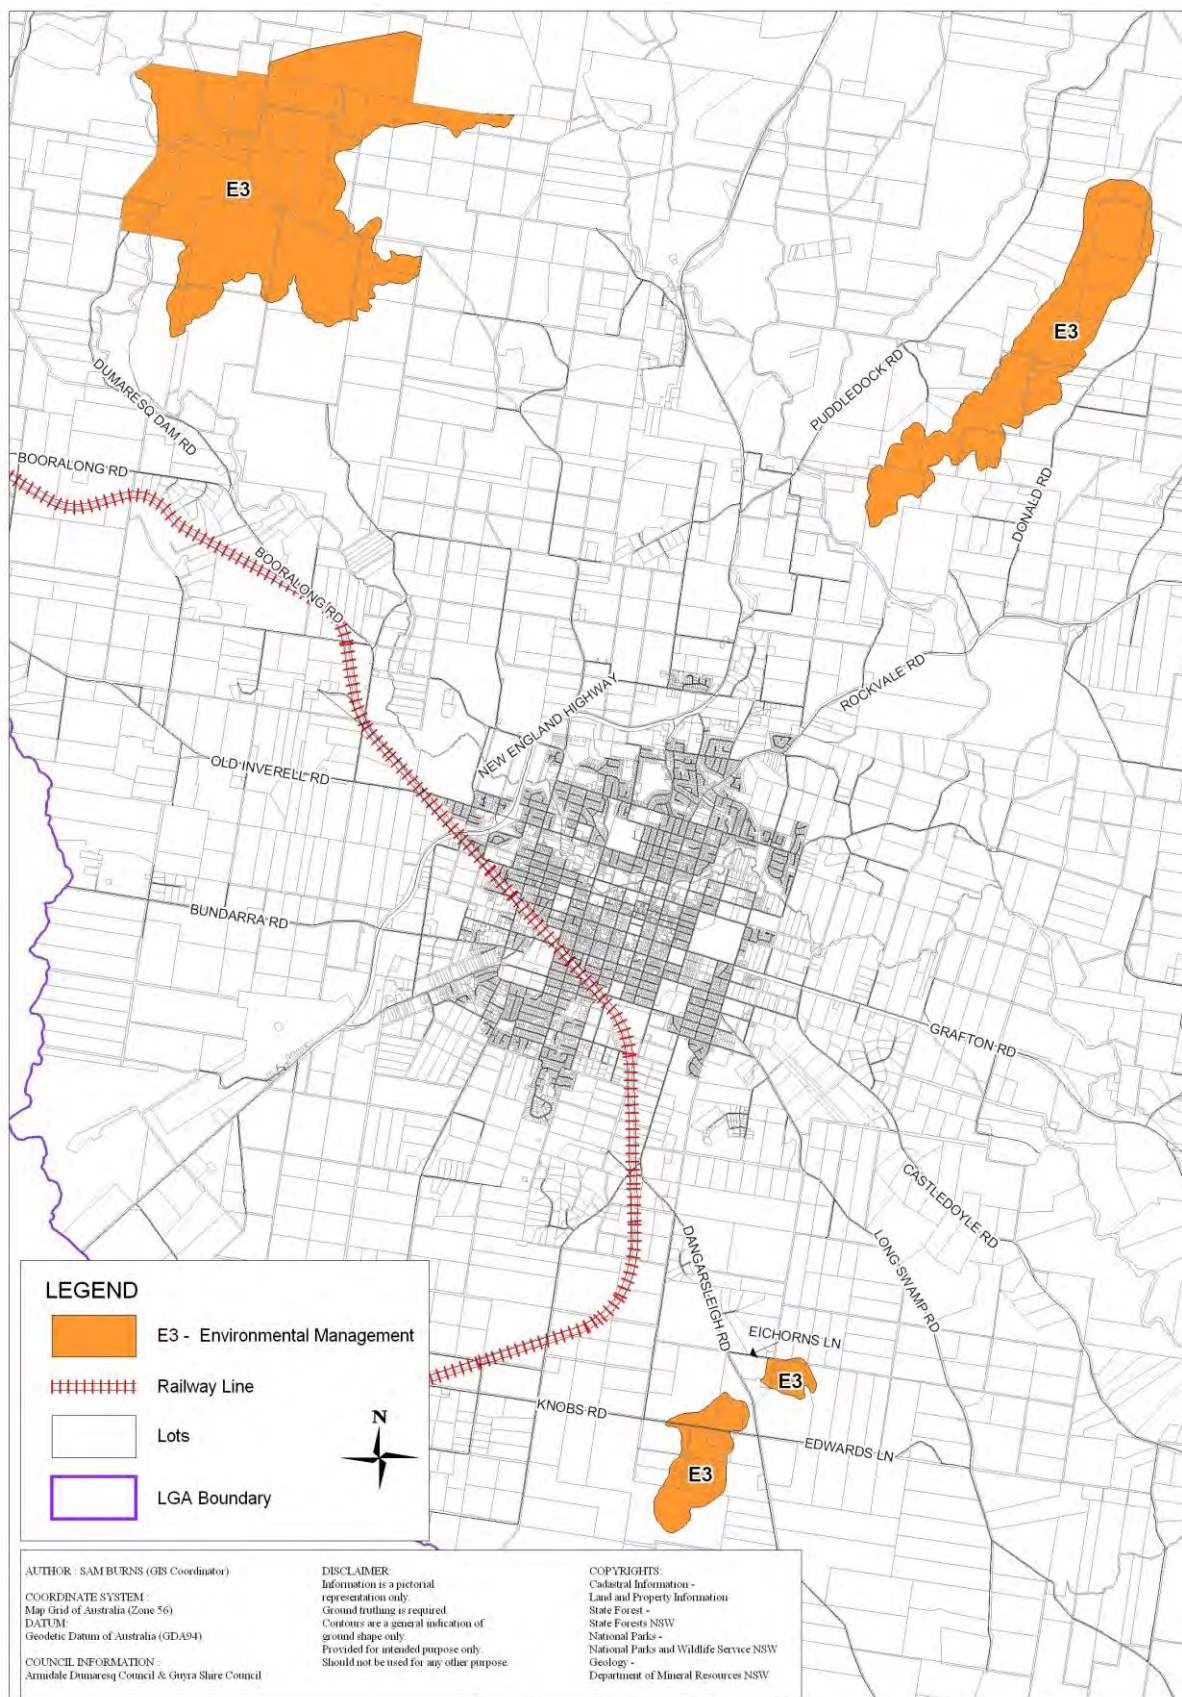 E3
E3
PUDDLEDOCK RD
DUMARESQ DAM RD
BOORALONG RD
DONALD RD
BOORALONG RD
ROCKVALE RD
NEW ENGLAND HIGHWAY
OLD INVERELL RD
BUNDARRA RD
GRAFTON RD
CASTLEDOYLE RD
LONG SWAMP RD
DANGARSLEIGH RD
EICHORNS LN
E3
KNOBS RD
EDWARDS LN
E3
LEGEND
E3 - Environmental Management
Railway Line
Lots
LGA Boundary
N
AUTHOR : SAM BURNS (GIS Coordinator)
COORDINATE SYSTEM :
Map Grid of Australia (Zone 56)
DATUM:
Geodetic Datum of Australia (GDA94)
COUNCIL INFORMATION :
Armidale Dumaresq Council & Guyra Shire Council
DISCLAIMER
Information is a pictorial
representation only.
Ground truthing is required
Contours are a general indication of
ground shape only.
Provided for intended purpose only.
Should not be used for any other purpose.
COPYRIGHTS:
Cadastral Information -
Land and Property Information
State Forest -
State Forests NSW
National Parks -
National Parks and Wildlife Service NSW
Geology -
Department of Mineral Resources NSW